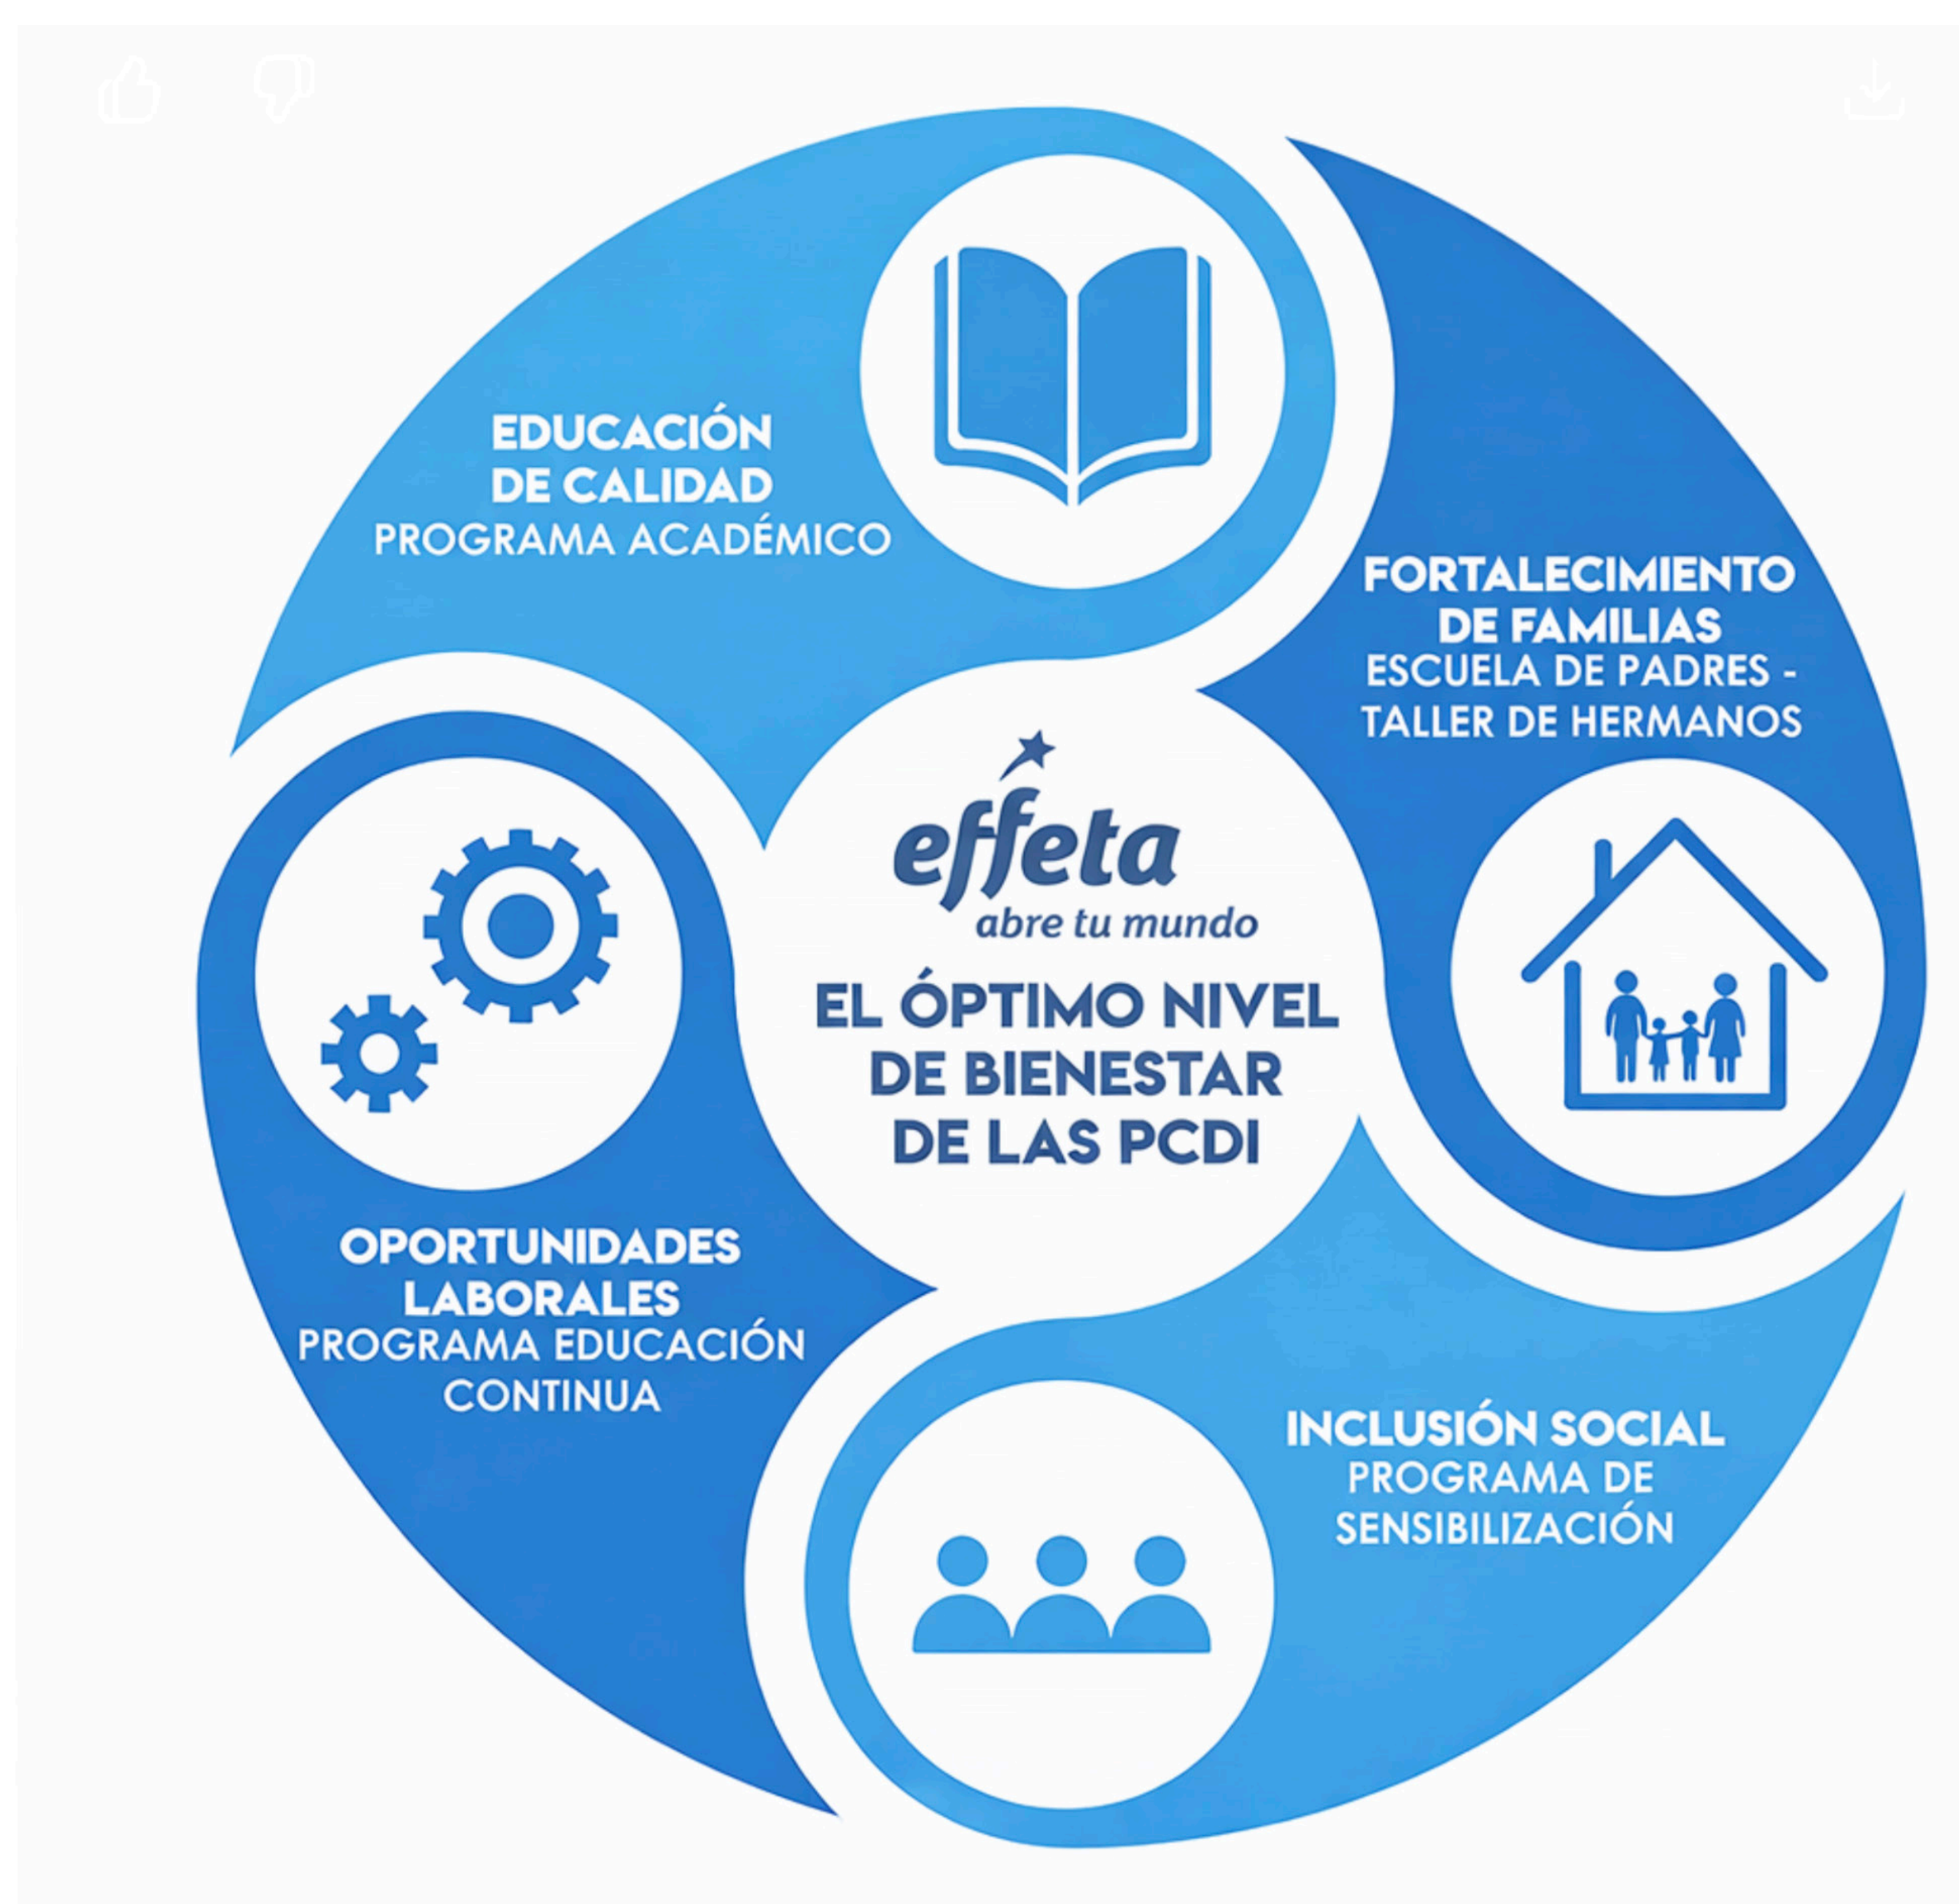 EDUCACIÓN
DE CALIDAD
PROGRAMA ACADÉMICO
FORTALECIMIENTO
DE FAMILIAS
ESCUELA DE PADRES -
TALLER DE HERMANOS
effeta
abre tu mundo
EL ÓPTIMO NIVEL
DE BIENESTAR
DE LAS PCDI
OPORTUNIDADES
LABORALES
PROGRAMA EDUCACIÓN
CONTINUA
INCLUSIÓN SOCIAL
PROGRAMA DE
SENSIBILIZACIÓN